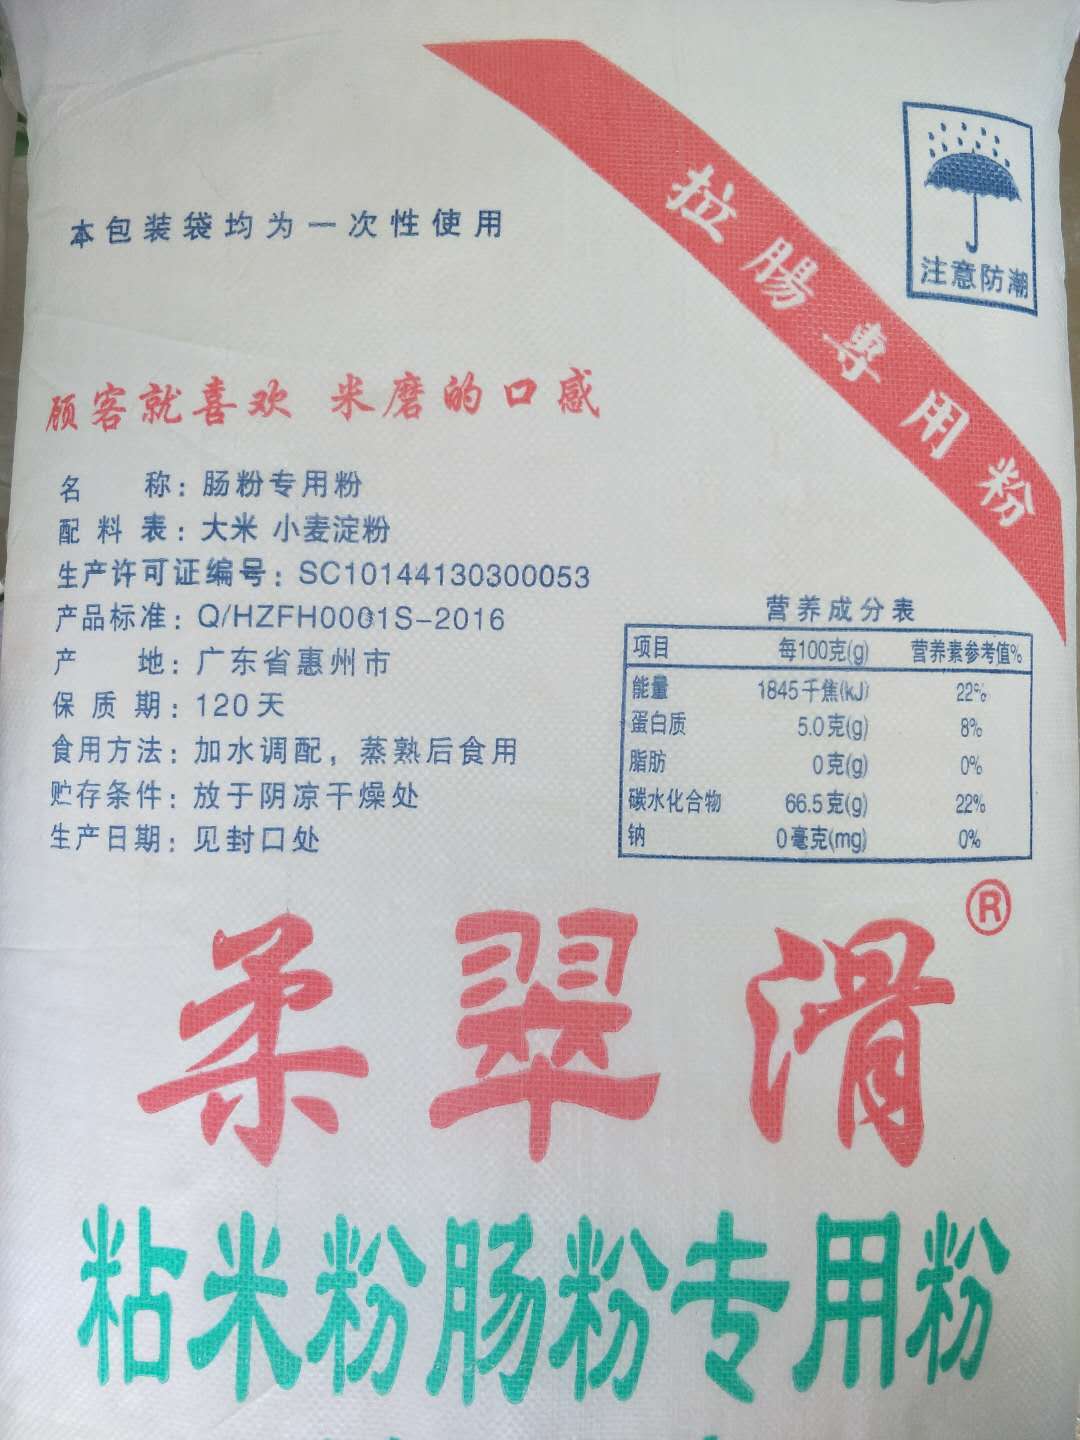 拉腸專用粉
注意防潮
本包装袋均为一次性使用
顾客就喜欢 米磨的口感
名 称：肠粉专用粉
配料表：大米 小麦淀粉
生产许可证编号：SC10144130300053
产品标准：Q/HZFH0001S-2016
产 地：广东省惠州市
保质期：120天
食用方法：加水调配，蒸熟后食用
贮存条件：放于阴凉干燥处
生产日期：见封口处
营养成分表
项目 每100克(g) 营养素参考值%
能量 1845千焦(kJ) 22%
蛋白质 5.0克(g) 8%
脂肪 0克(g) 0%
碳水化合物 66.5克(g) 22%
钠 0毫克(mg) 0%
柔翠滑®
粘米粉肠粉专用粉